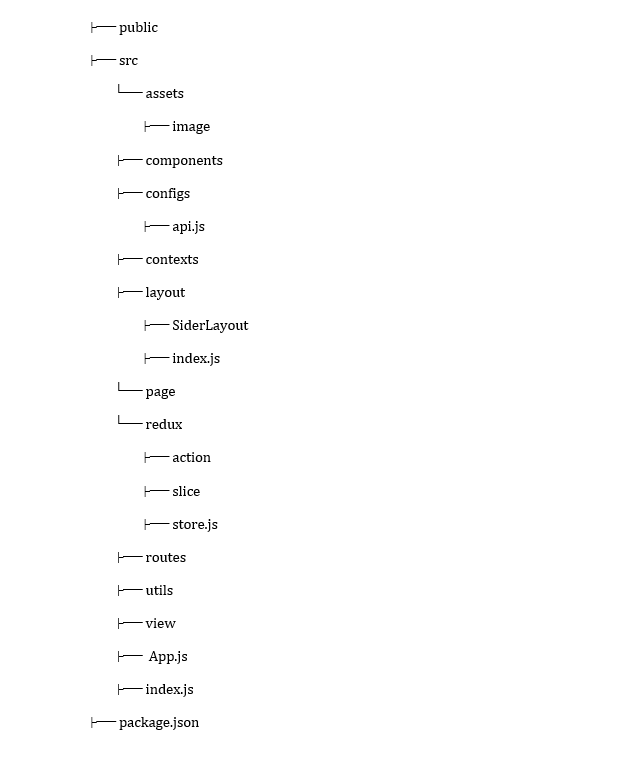 ├── public
├── src
└── assets
├── image
├── components
├── configs
├── api.js
├── contexts
├── layout
├── SiderLayout
├── index.js
└── page
└── redux
├── action
├── slice
├── store.js
├── routes
├── utils
├── view
├── App.js
├── index.js
├── package.json